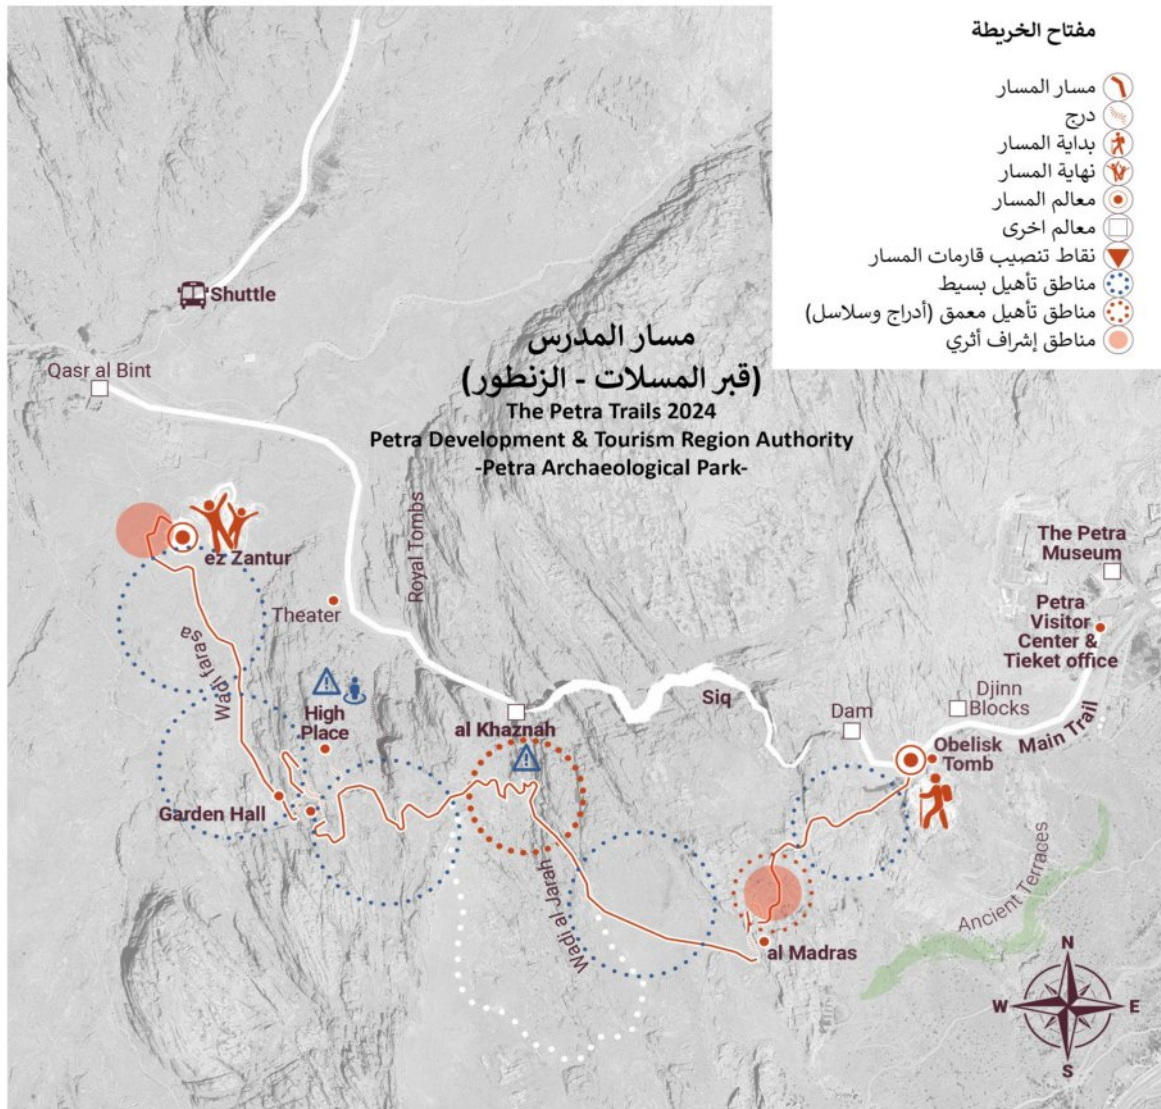 مفتاح الخريطة
مسار المسار
درج
بداية المسار
نهاية المسار
معالم المسار
معالم اخرى
نقاط تنصيب قارمات المسار
مناطق تأهيل بسيط
مناطق تأهيل معمق (أدراج وسلاسل)
مناطق إشراف أثري
Shuttle
مسار المدرس
(قبر المسلات - الزنطور)
The Petra Trails 2024
Petra Development & Tourism Region Authority
-Petra Archaeological Park-
Qasr al Bint
Royal Tombs
ez Zantur
The Petra
Museum
Theater
Petra
Visitor
Center &
Tieket office
Wadi farasa
High
Place
al Khaznah
Siq
Dam
Djinn
Blocks
Main Trail
Obelisk
Tomb
Garden Hall
Wadi al Jarah
al Madras
Ancient Terraces
N
W
E
S